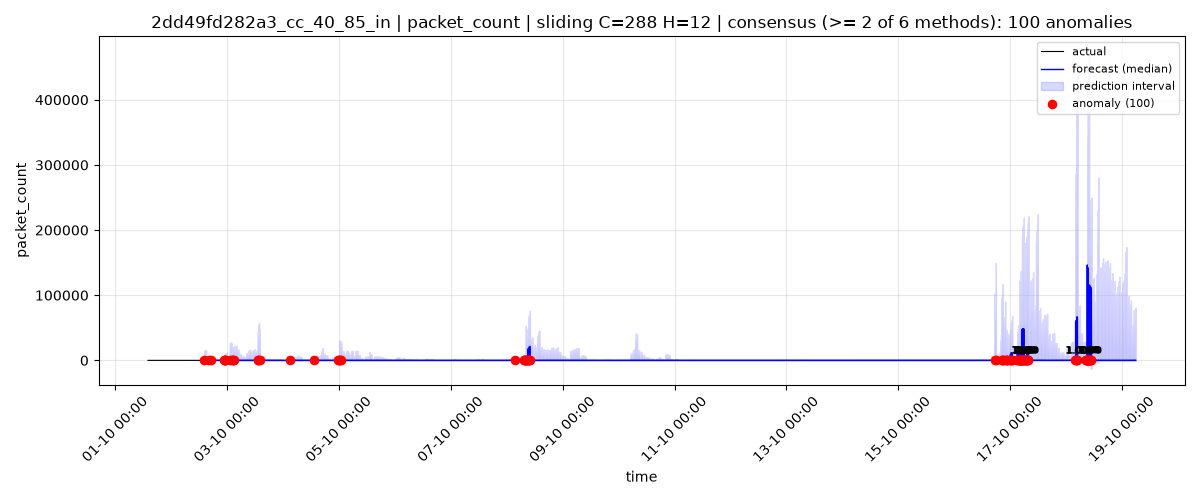 2dd49fd282a3_cc_40_85_in | packet_count | sliding C=288 H=12 | consensus (>= 2 of 6 methods): 100 anomalies
actual
forecast (median)
prediction interval
anomaly (100)
packet_count
400000
300000
200000
100000
0
01-10 00:00
03-10 00:00
05-10 00:00
07-10 00:00
09-10 00:00
11-10 00:00
13-10 00:00
15-10 00:00
17-10 00:00
19-10 00:00
time